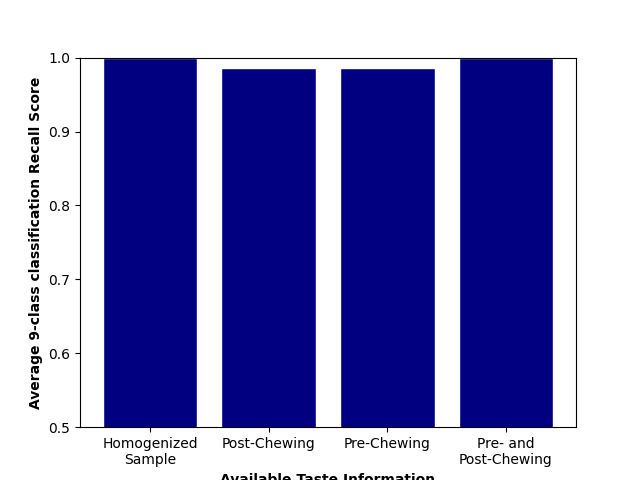 1.0
0.9
0.8
0.7
0.6
0.5
Average 9-class classification Recall Score
Homogenized
Sample
Post-Chewing
Pre-Chewing
Pre- and
Post-Chewing
Available Taste Information